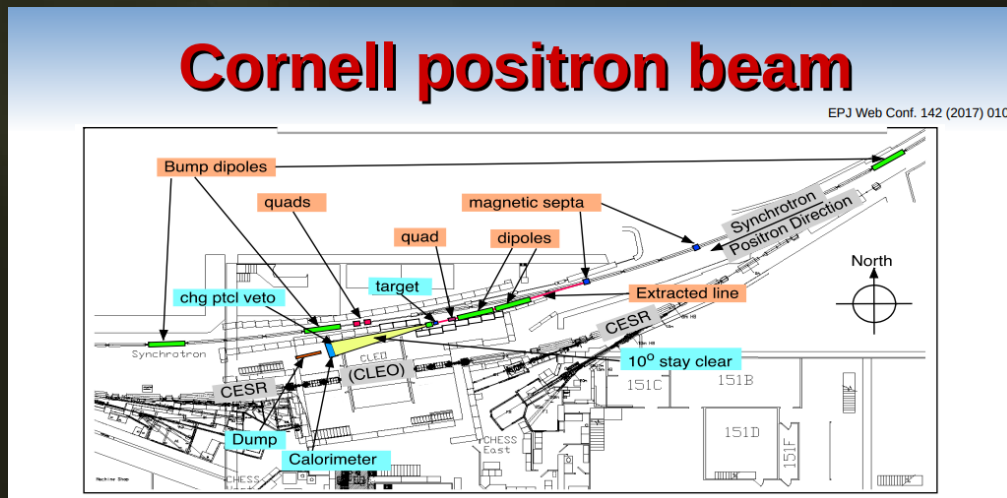 Cornell positron beam
EPJ Web Conf. 142 (2017) 010
Bump dipoles
quads
magnetic septa
Synchrotron
Positron Direction
quad
dipoles
North
target
chg ptcl veto
Extracted line
CESR
Synchrotron
CLEO
(CLEO)
10° stay clear
CESR
151C
151B
Dump
CHESS
East
151D
151F
Calorimeter
Machine Shop